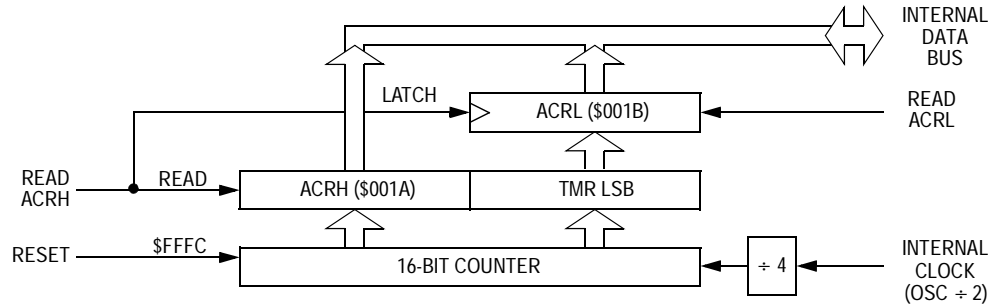 INTERNAL
DATA
BUS
LATCH
ACRL ($001B)
READ
ACRL
READ
ACRH
READ
ACRH ($001A)
TMR LSB
RESET
$FFFC
16-BIT COUNTER
÷ 4
INTERNAL
CLOCK
(OSC ÷ 2)